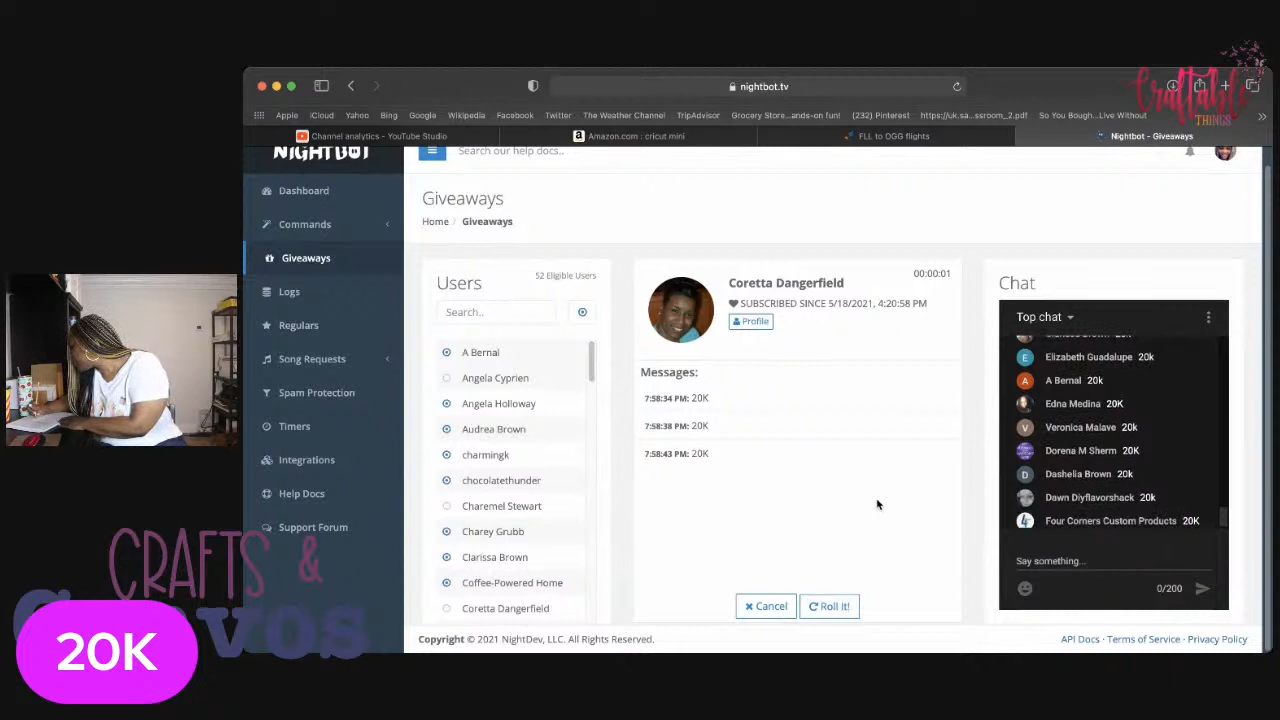 nightbot.tv
Craftable
THINGS
Apple iCloud Yahoo Bing Google Wikipedia Facebook Twitter The Weather Channel TripAdvisor Grocery Store...ands-on fun! (232) Pinterest https://uk.sa...ssroom_2.pdf So You Bough...Live Without
Channel analytics - YouTube Studio
Amazon.com : cricut mini
FLL to OGG flights
Nightbot - Giveaways
NIGHTBOT
Search our help docs..
Dashboard
Commands
Giveaways
Logs
Regulars
Song Requests
Spam Protection
Timers
Integrations
Help Docs
Support Forum
Giveaways
Home / Giveaways
Users
52 Eligible Users
Search..
A Bernal
Angela Cyprien
Angela Holloway
Audrea Brown
charmingk
chocolatethunder
Charemel Stewart
Charey Grubb
Clarissa Brown
Coffee-Powered Home
Coretta Dangerfield
Coretta Dangerfield
00:00:01
SUBSCRIBED SINCE 5/18/2021, 4:20:58 PM
Profile
Messages:
7:58:34 PM: 20K
7:58:38 PM: 20K
7:58:43 PM: 20K
Cancel
Roll It!
Chat
Top chat
Elizabeth Guadalupe 20k
A Bernal 20k
Edna Medina 20K
Veronica Malave 20k
Dorena M Sherm 20K
Dashelia Brown 20k
Dawn Diyflavorshack 20k
Four Corners Custom Products 20K
Say something...
0/200
Copyright © 2021 NightDev, LLC. All Rights Reserved.
API Docs · Terms of Service · Privacy Policy
CRAFTS &
20K